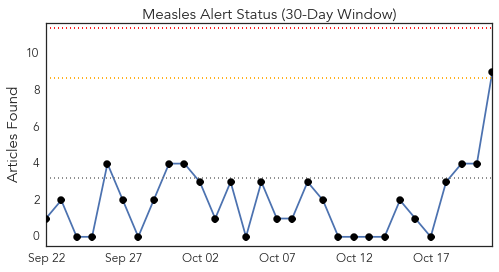 Measles Alert Status (30-Day Window)
Articles Found
10
8
6
4
2
0
Sep 22 Sep 27 Oct 02 Oct 07 Oct 12 Oct 17